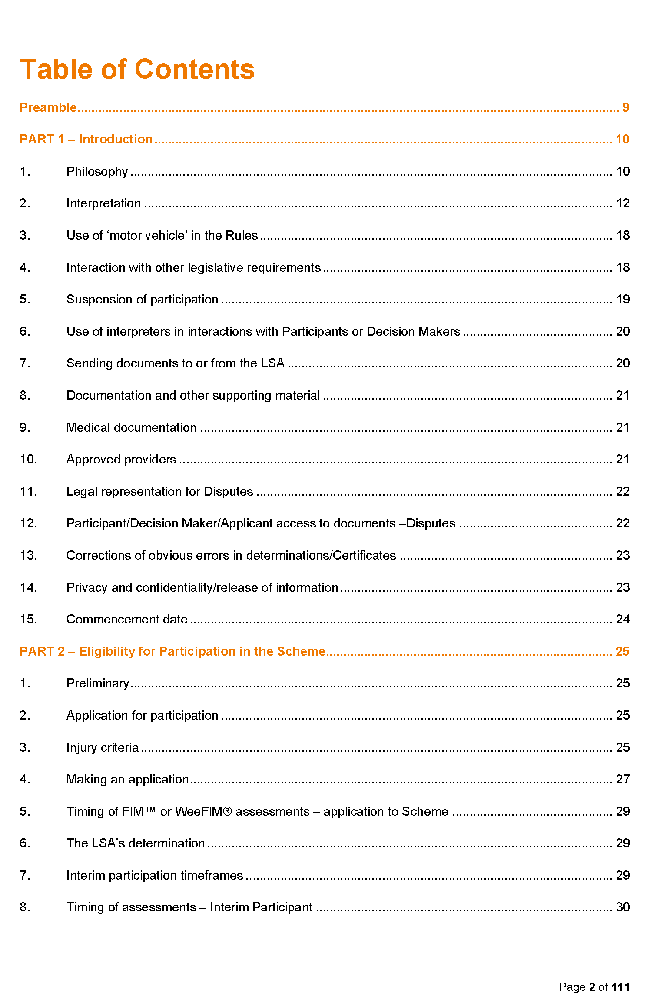 Table of Contents
Preamble........................................................................................................................................................... 9
PART 1 – Introduction................................................................................................................................... 10
1. Philosophy.......................................................................................................................................... 10
2. Interpretation...................................................................................................................................... 12
3. Use of ‘motor vehicle’ in the Rules..................................................................................................... 18
4. Interaction with other legislative requirements................................................................................... 18
5. Suspension of participation................................................................................................................ 19
6. Use of interpreters in interactions with Participants or Decision Makers........................................... 20
7. Sending documents to or from the LSA............................................................................................. 20
8. Documentation and other supporting material................................................................................... 21
9. Medical documentation...................................................................................................................... 21
10. Approved providers............................................................................................................................ 21
11. Legal representation for Disputes...................................................................................................... 22
12. Participant/Decision Maker/Applicant access to documents –Disputes............................................ 22
13. Corrections of obvious errors in determinations/Certificates............................................................. 23
14. Privacy and confidentiality/release of information.............................................................................. 23
15. Commencement date......................................................................................................................... 24
PART 2 – Eligibility for Participation in the Scheme.................................................................................. 25
1. Preliminary.......................................................................................................................................... 25
2. Application for participation................................................................................................................ 25
3. Injury criteria....................................................................................................................................... 25
4. Making an application......................................................................................................................... 27
5. Timing of FIM™ or WeeFIM® assessments – application to Scheme.............................................. 29
6. The LSA’s determination.................................................................................................................... 29
7. Interim participation timeframes......................................................................................................... 29
8. Timing of assessments – Interim Participant..................................................................................... 30
Page 2 of 111